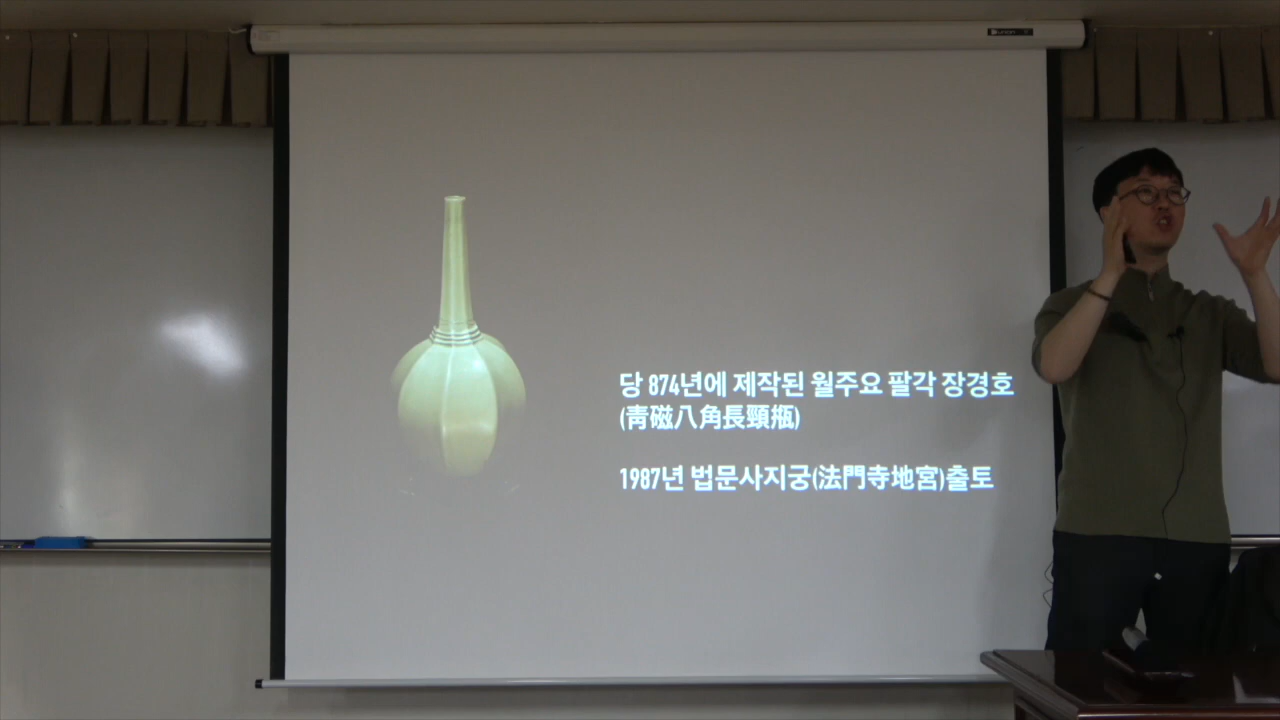 당 874년에 제작된 월주요 팔각 장경호
(靑磁八角長頸甁)
1987년 법문사지궁(法門寺地宮)출토